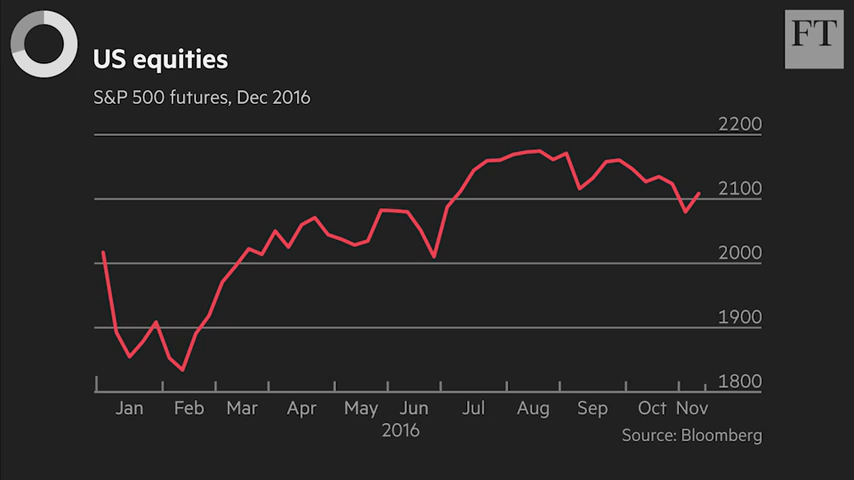 FT
US equities
S&P 500 futures, Dec 2016
2200
2100
2000
1900
1800
Jan Feb Mar Apr May Jun Jul Aug Sep Oct Nov
2016
Source: Bloomberg